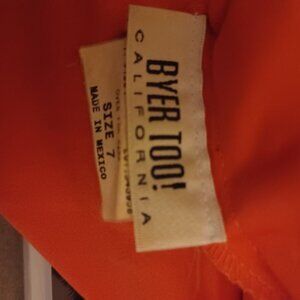 BYER TOO!
CALIFORNIA
SIZE 7
MADE IN MEXICO